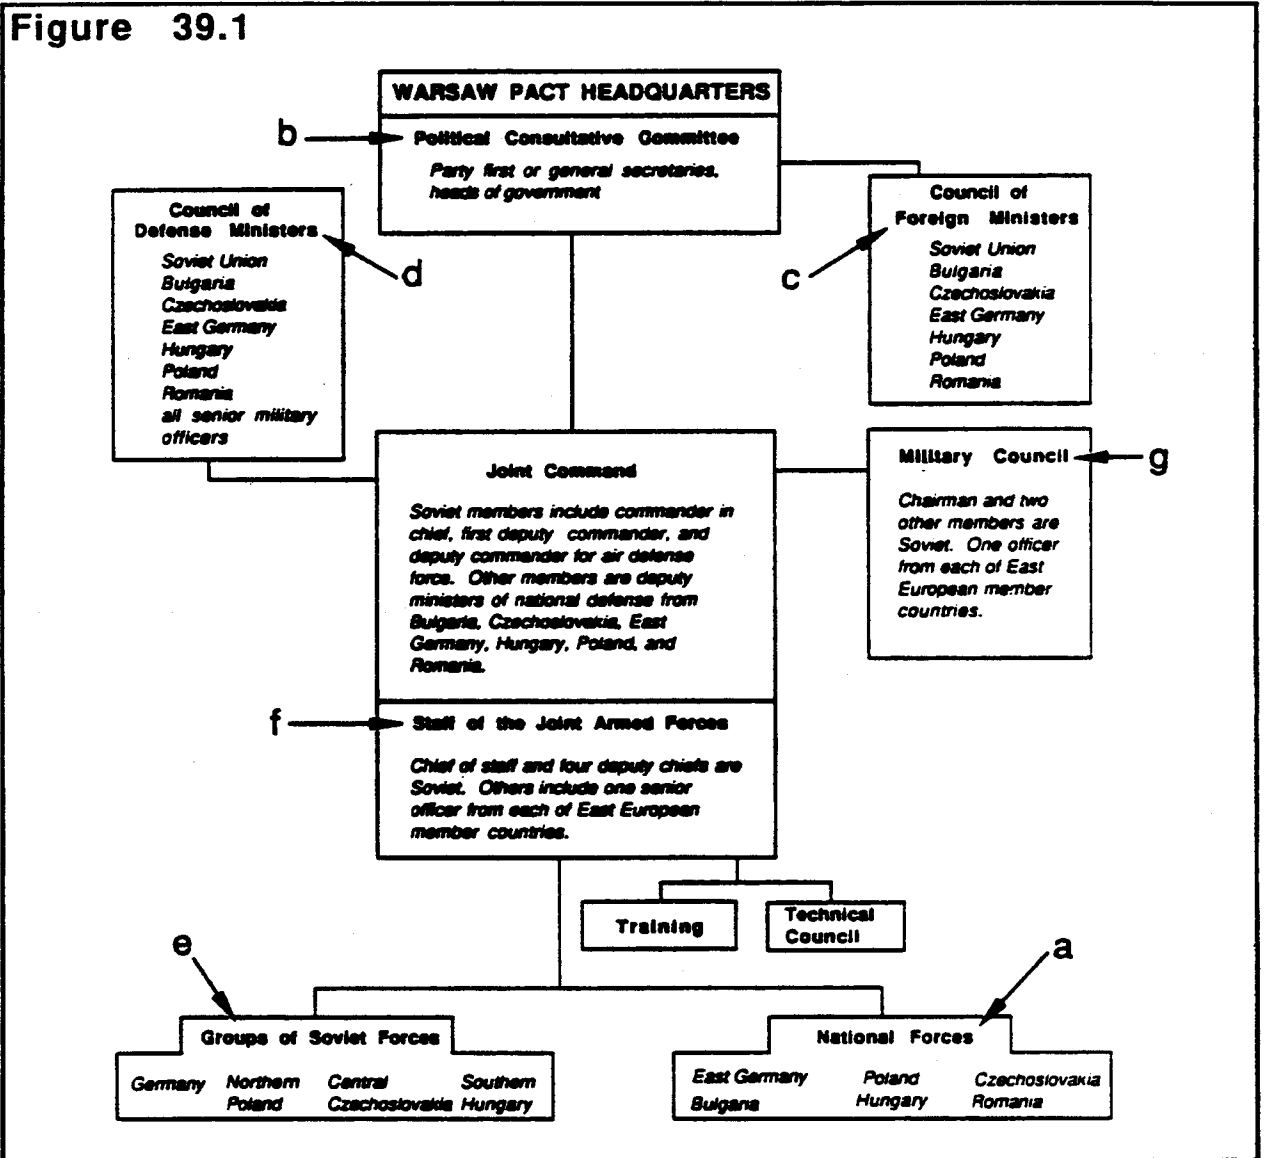 Figure 39.1
WARSAW PACT HEADQUARTERS
b
Political Consultative Committee
Party first or general secretaries,
heads of government
Council of
Defense Ministers
d
Soviet Union
Bulgaria
Czechoslovakia
East Germany
Hungary
Poland
Romania
all senior military
officers
Council of
Foreign Ministers
c
Soviet Union
Bulgaria
Czechoslovakia
East Germany
Hungary
Poland
Romania
Joint Command
Soviet members include commander in
chief, first deputy commander, and
deputy commander for air defense
force. Other members are deputy
ministers of national defense from
Bulgaria, Czechoslovakia, East
Germany, Hungary, Poland, and
Romania.
Military Council
g
Chairman and two
other members are
Soviet. One officer
from each of East
European member
countries.
f
Staff of the Joint Armed Forces
Chief of staff and four deputy chiefs are
Soviet. Others include one senior
officer from each of East European
member countries.
Training
Technical
Council
e
Groups of Soviet Forces
Germany Northern Central Southern
Poland Czechoslovakia Hungary
a
National Forces
East Germany Poland Czechoslovakia
Bulgaria Hungary Romania